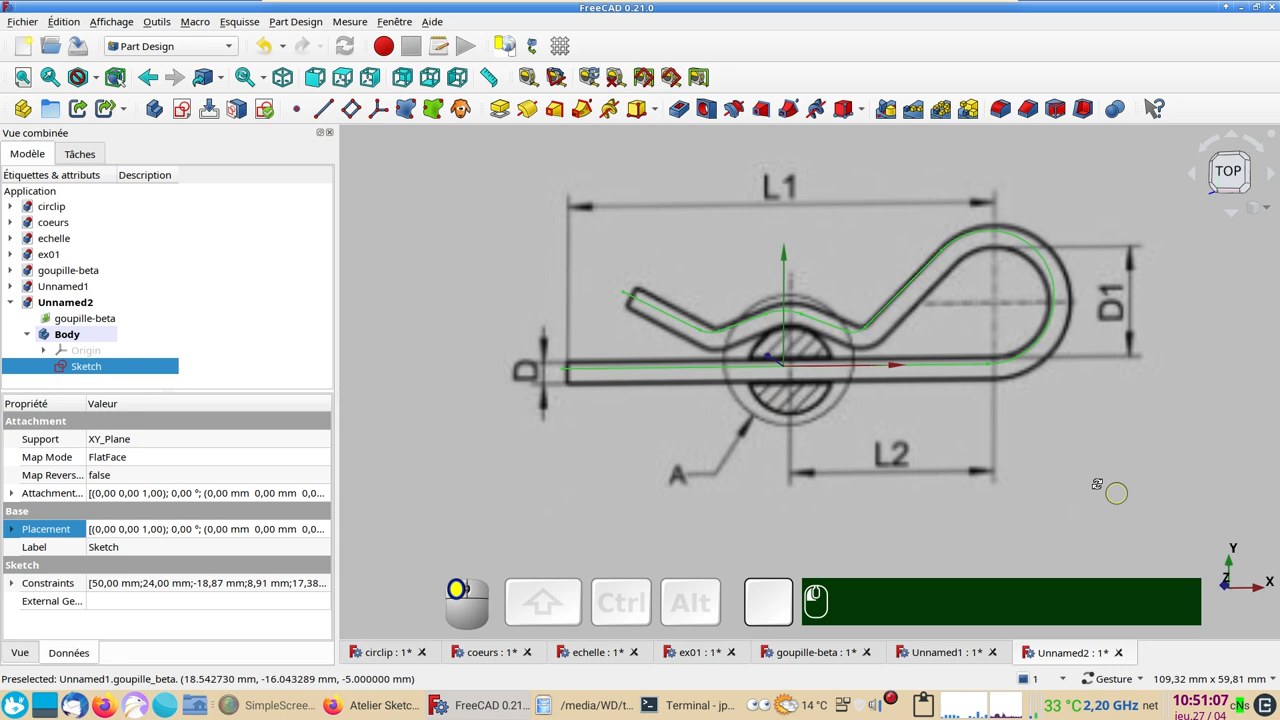 FreeCAD 0.21.0
Fichier Édition Affichage Outils Macro Esquisse Part Design Mesure Fenêtre Aide
Part Design
Vue combinée
Modèle Tâches
Étiquettes & attributs Description
Application
circlip
coeurs
echelle
ex01
goupille-beta
Unnamed1
Unnamed2
goupille-beta
Body
Origin
Sketch
Propriété Valeur
Attachment
Support XY_Plane
Map Mode FlatFace
Map Revers... false
Attachment... [(0,00 0,00 1,00); 0,00 °; (0,00 mm 0,00 mm 0,0...
Base
Placement [(0,00 0,00 1,00); 0,00 °; (0,00 mm 0,00 mm 0,0...
Label Sketch
Sketch
Constraints [50,00 mm;24,00 mm;-18,87 mm;8,91 mm;17,38...
External Ge...
Vue Données
L1
D1
D
L2
A
TOP
Y
Z
X
Ctrl Alt
circlip : 1* coeurs : 1* echelle : 1* ex01 : 1* goupille-beta : 1* Unnamed1 : 1* Unnamed2 : 1*
Preselected: Unnamed1.goupille_beta. (18.542730 mm, -16.043289 mm, -5.000000 mm) 1 Gesture 109,32 mm x 59,81 mm
SimpleScree... Atelier Sketc... FreeCAD 0.21... /media/WD/t... Terminal - jp... 14 °C 33 °C 2,20 GHz net 10:51:07 cNs
jeu.27 / 04